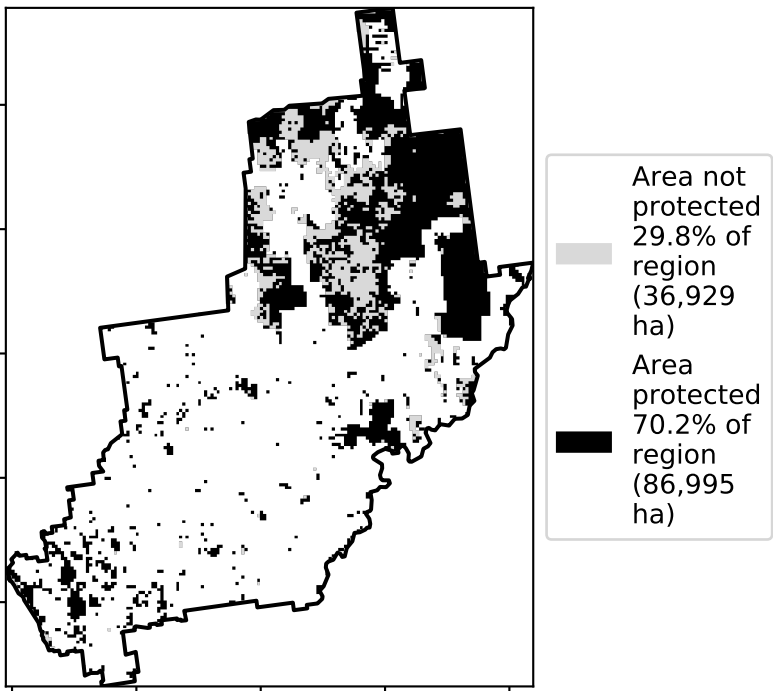 Area not
protected
29.8% of
region
(36,929
ha)
Area
protected
70.2% of
region
(86,995
ha)